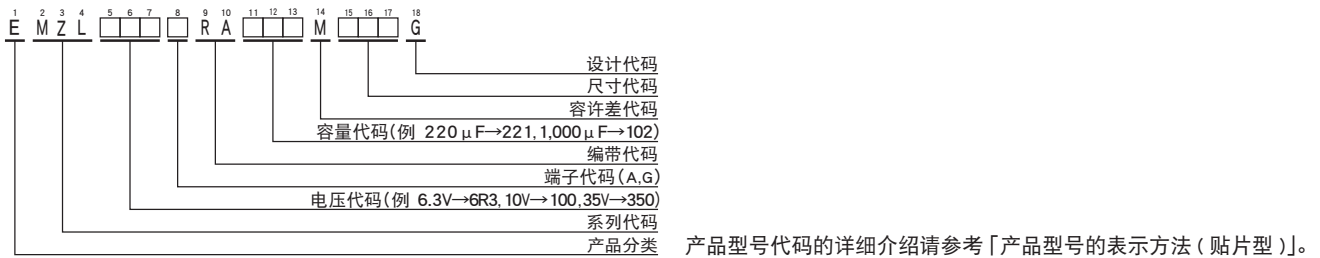 1 2 3 4 5 6 7 8 9 10 11 12 13 14 15 16 17 18
E MZL □□□ □ RA □□□ M □□□ G
设计代码
尺寸代码
容许差代码
容量代码(例 220μF→221, 1,000μF→102)
编带代码
端子代码(A,G)
电压代码(例 6.3V→6R3, 10V→100, 35V→350)
系列代码
产品分类 产品型号代码的详细介绍请参考「产品型号的表示方法(贴片型)」。